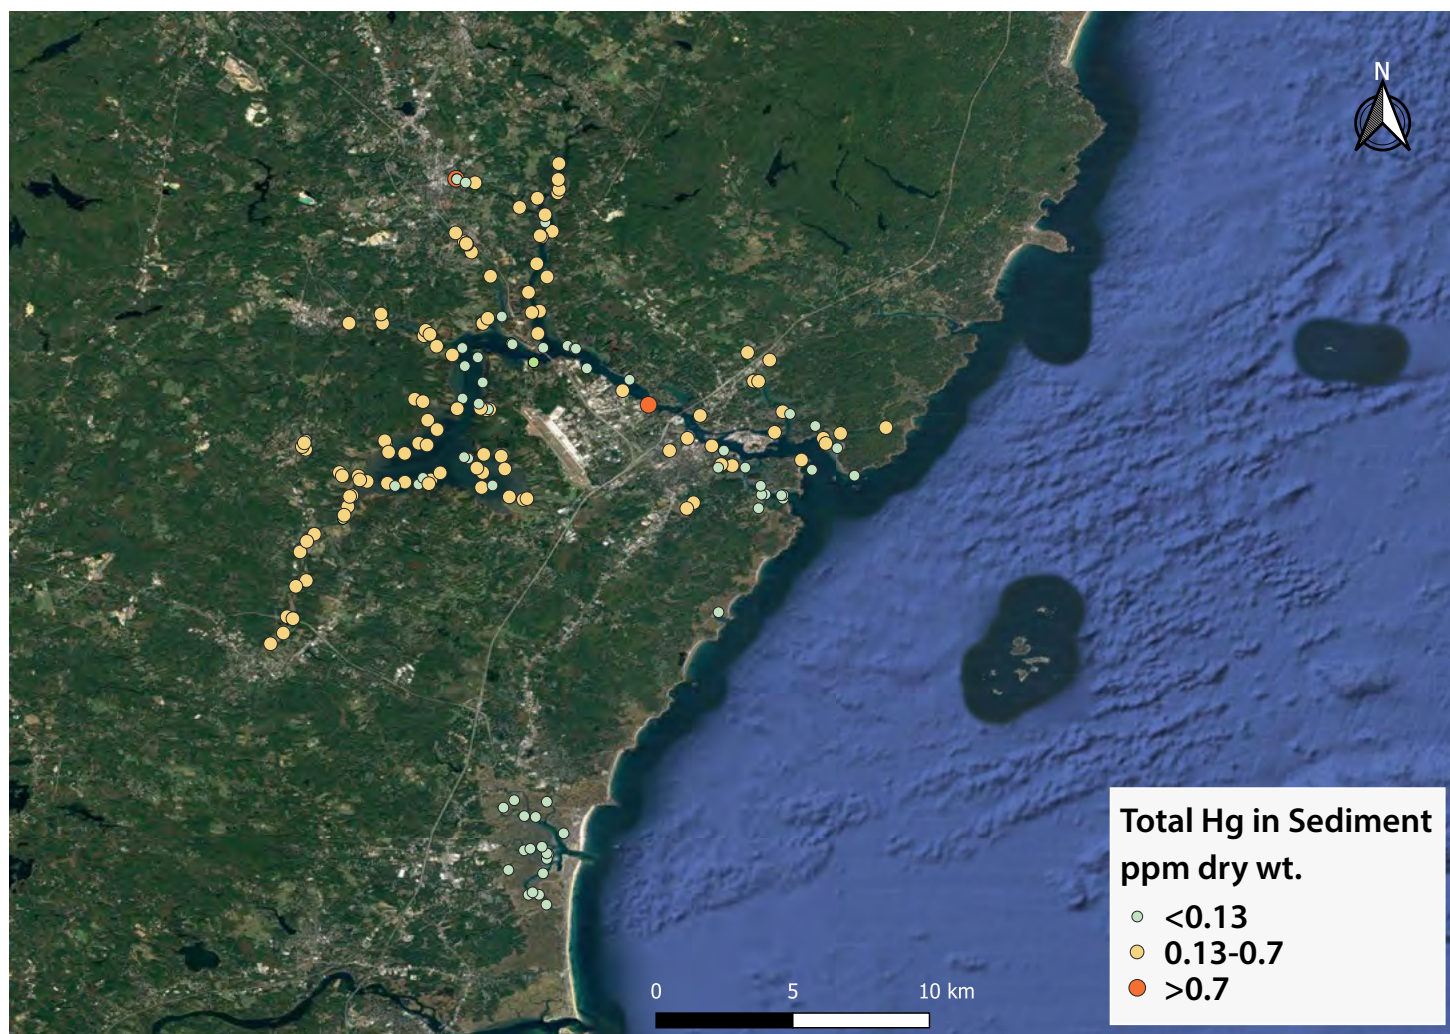 N
Total Hg in Sediment
ppm dry wt.
<0.13
0.13-0.7
>0.7
0 5 10 km